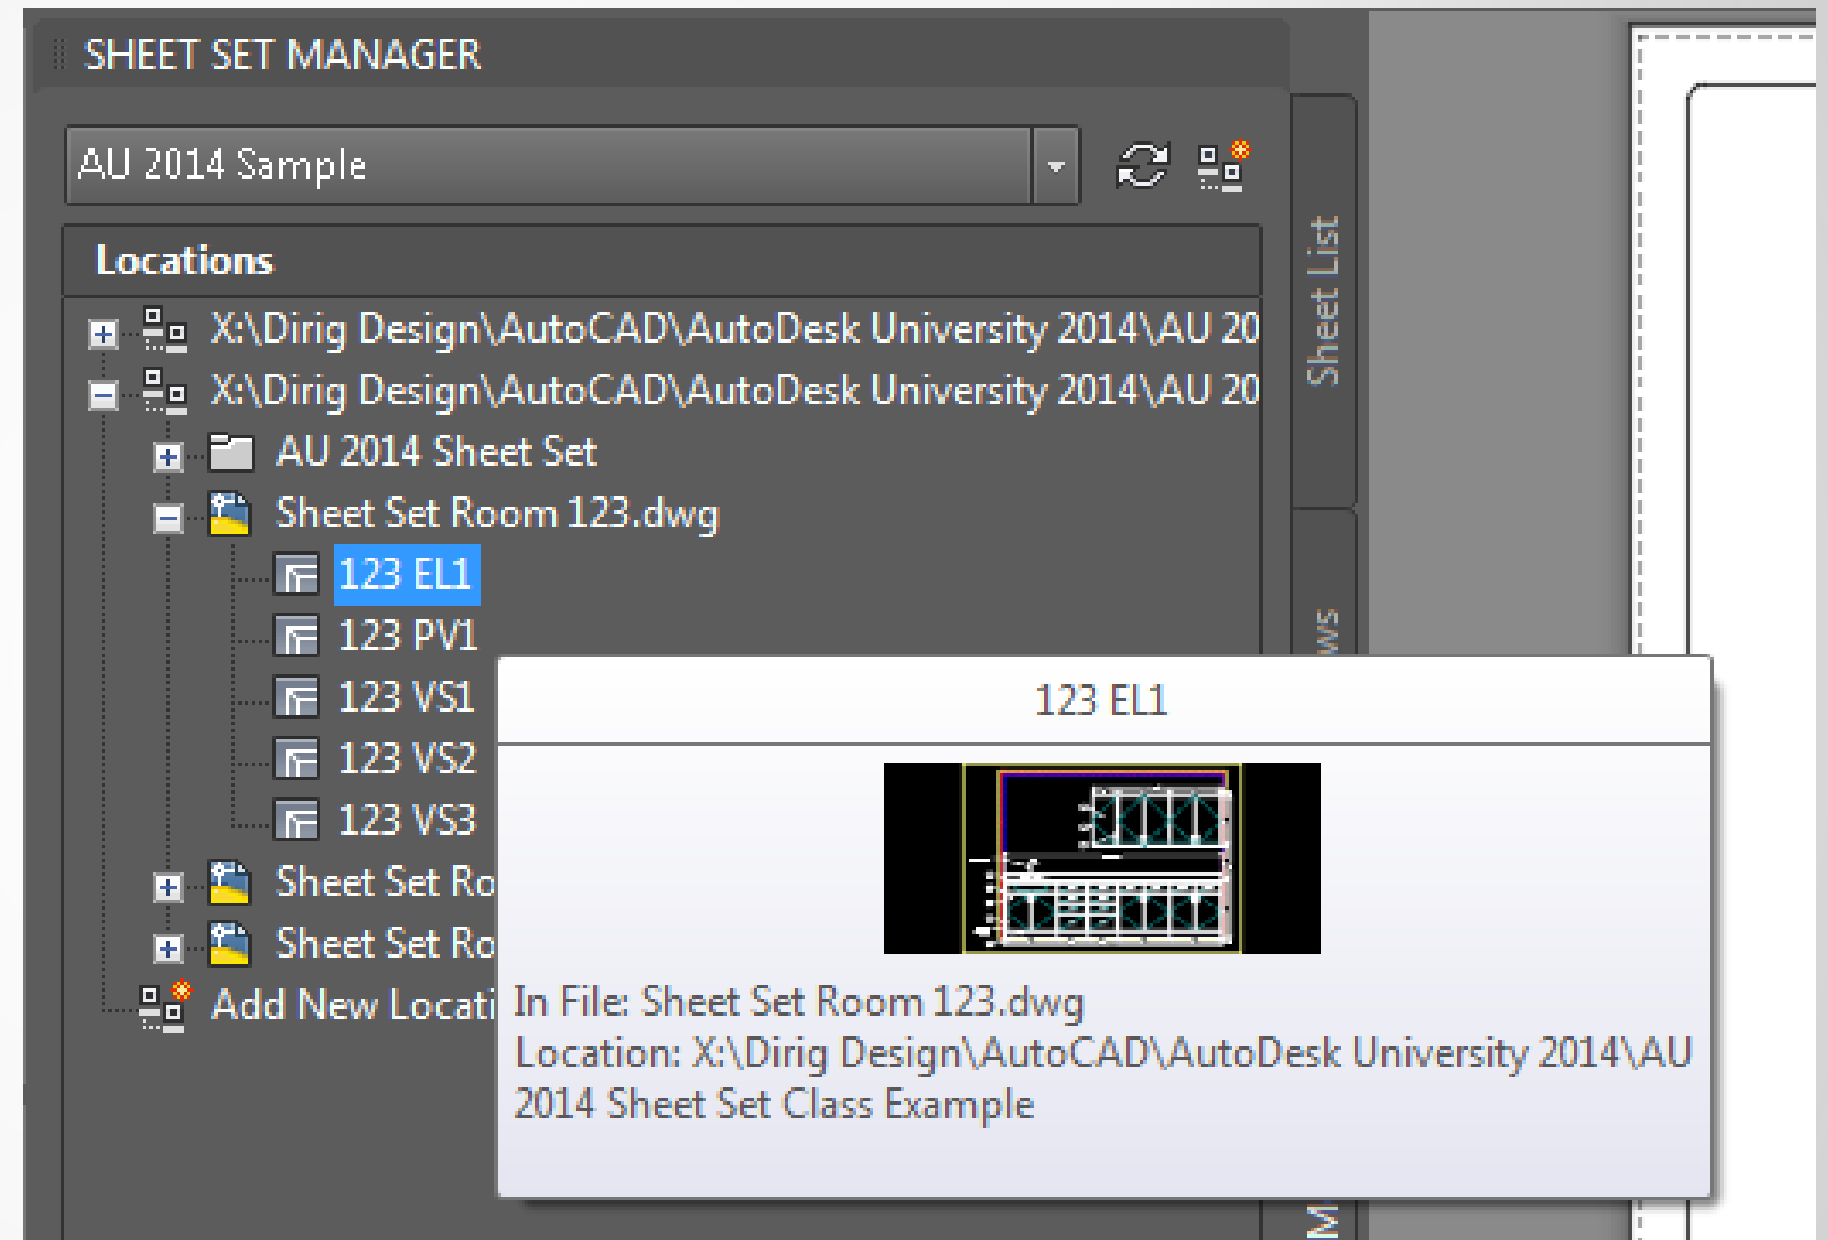 SHEET SET MANAGER
AU 2014 Sample
Locations
X:\Dirig Design\AutoCAD\AutoDesk University 2014\AU 20
X:\Dirig Design\AutoCAD\AutoDesk University 2014\AU 20
AU 2014 Sheet Set
Sheet Set Room 123.dwg
123 EL1
123 PV1
123 VS1
123 VS2
123 VS3
Sheet Set Ro
Sheet Set Ro
Add New Locati
Sheet List
ws
M
123 EL1
In File: Sheet Set Room 123.dwg
Location: X:\Dirig Design\AutoCAD\AutoDesk University 2014\AU
2014 Sheet Set Class Example